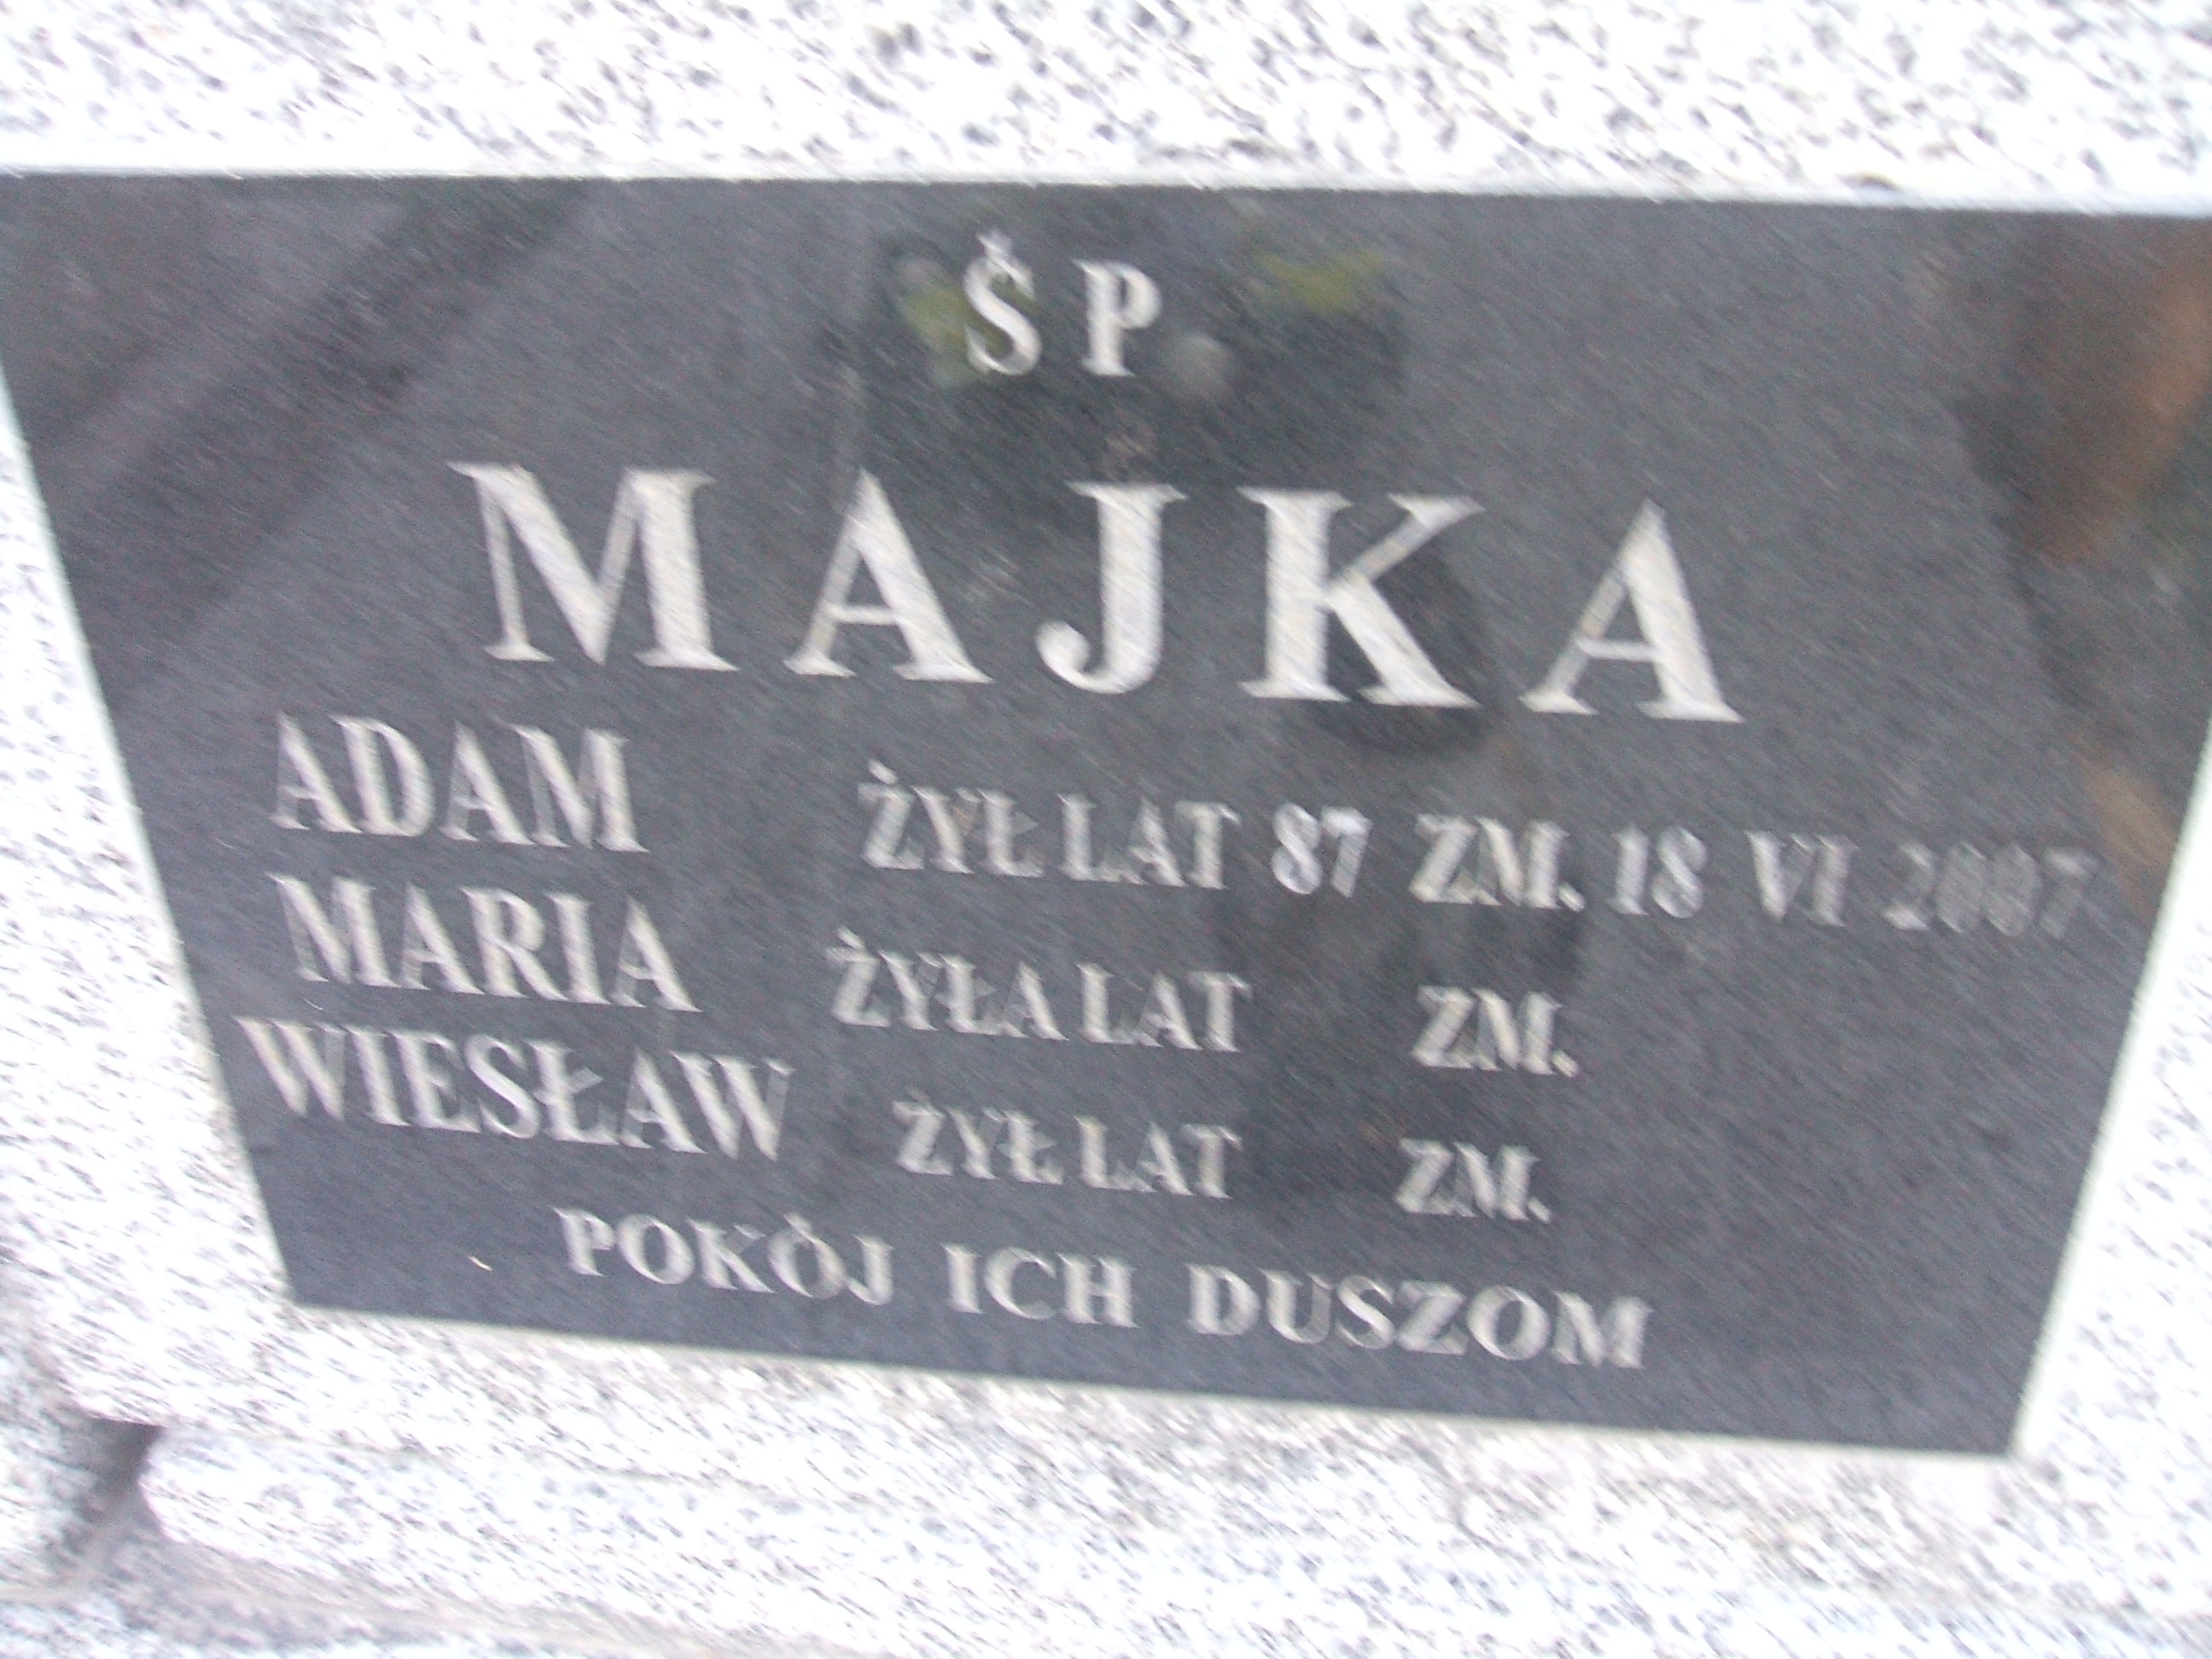 Ś P
MAJKA
ADAM ŻYŁ LAT 87 ZM. 18 VI 2007
MARIA ŻYŁA LAT ZM.
WIESŁAW ŻYŁ LAT ZM.
POKÓJ ICH DUSZOM